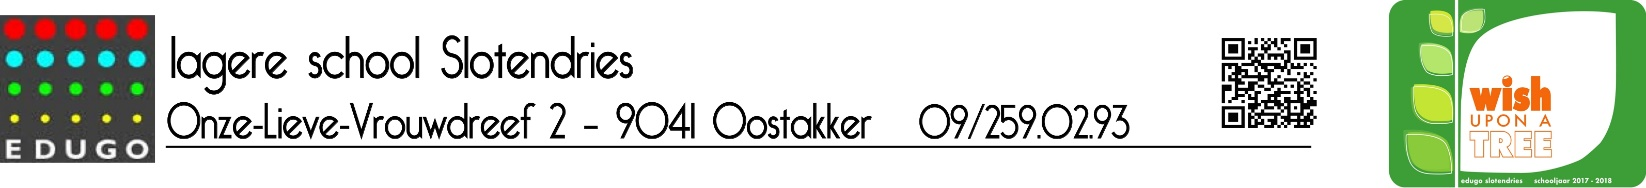 EDUGO
lagere school Slotendries
Onze-Lieve-Vrouwdreef 2 – 9041 Oostakker 09/259.02.93
wish
UPON A
TREE
edugo slotendries schooljaar 2017 - 2018